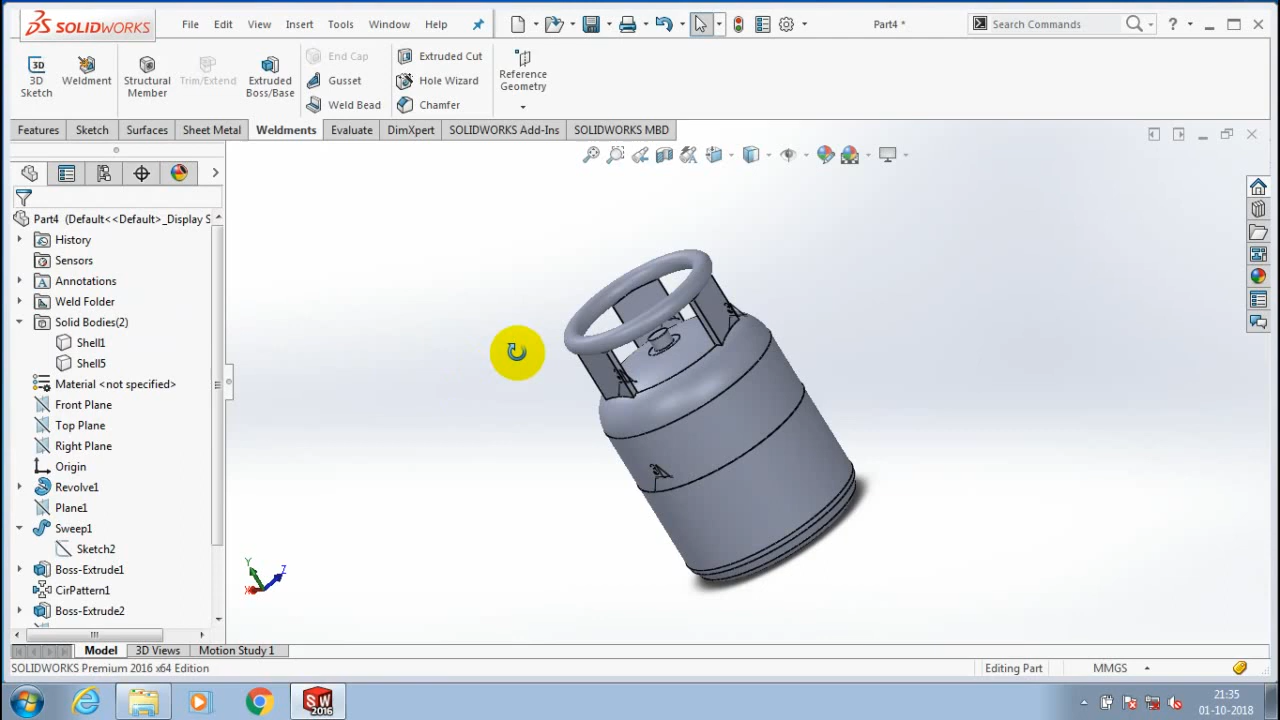 SOLIDWORKS File Edit View Insert Tools Window Help Part4 * Search Commands ?
3D Sketch Weldment Structural Member Trim/Extend Extruded Boss/Base End Cap Gusset Weld Bead Extruded Cut Hole Wizard Chamfer Reference Geometry
Features Sketch Surfaces Sheet Metal Weldments Evaluate DimXpert SOLIDWORKS Add-Ins SOLIDWORKS MBD
Part4 (Default<<Default>_Display S
History
Sensors
Annotations
Weld Folder
Solid Bodies(2)
Shell1
Shell5
Material <not specified>
Front Plane
Top Plane
Right Plane
Origin
Revolve1
Plane1
Sweep1
Sketch2
Boss-Extrude1
CirPattern1
Boss-Extrude2
Y Z X
Model 3D Views Motion Study 1
SOLIDWORKS Premium 2016 x64 Edition Editing Part MMGS
SW 2016 21:35
01-10-2018